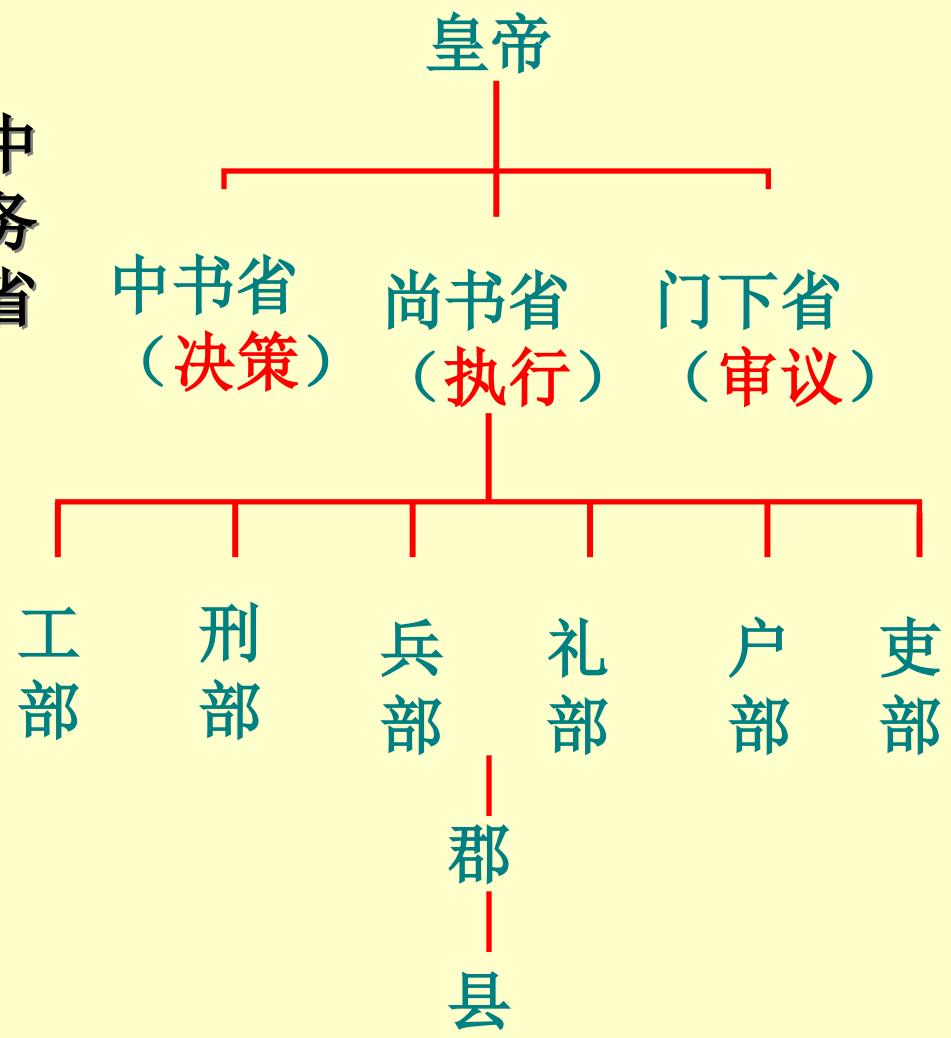 皇帝
中
务
省
中书省
（决策）
尚书省
（执行）
门下省
（审议）
工部
刑部
兵部
礼部
户部
吏部
郡
县